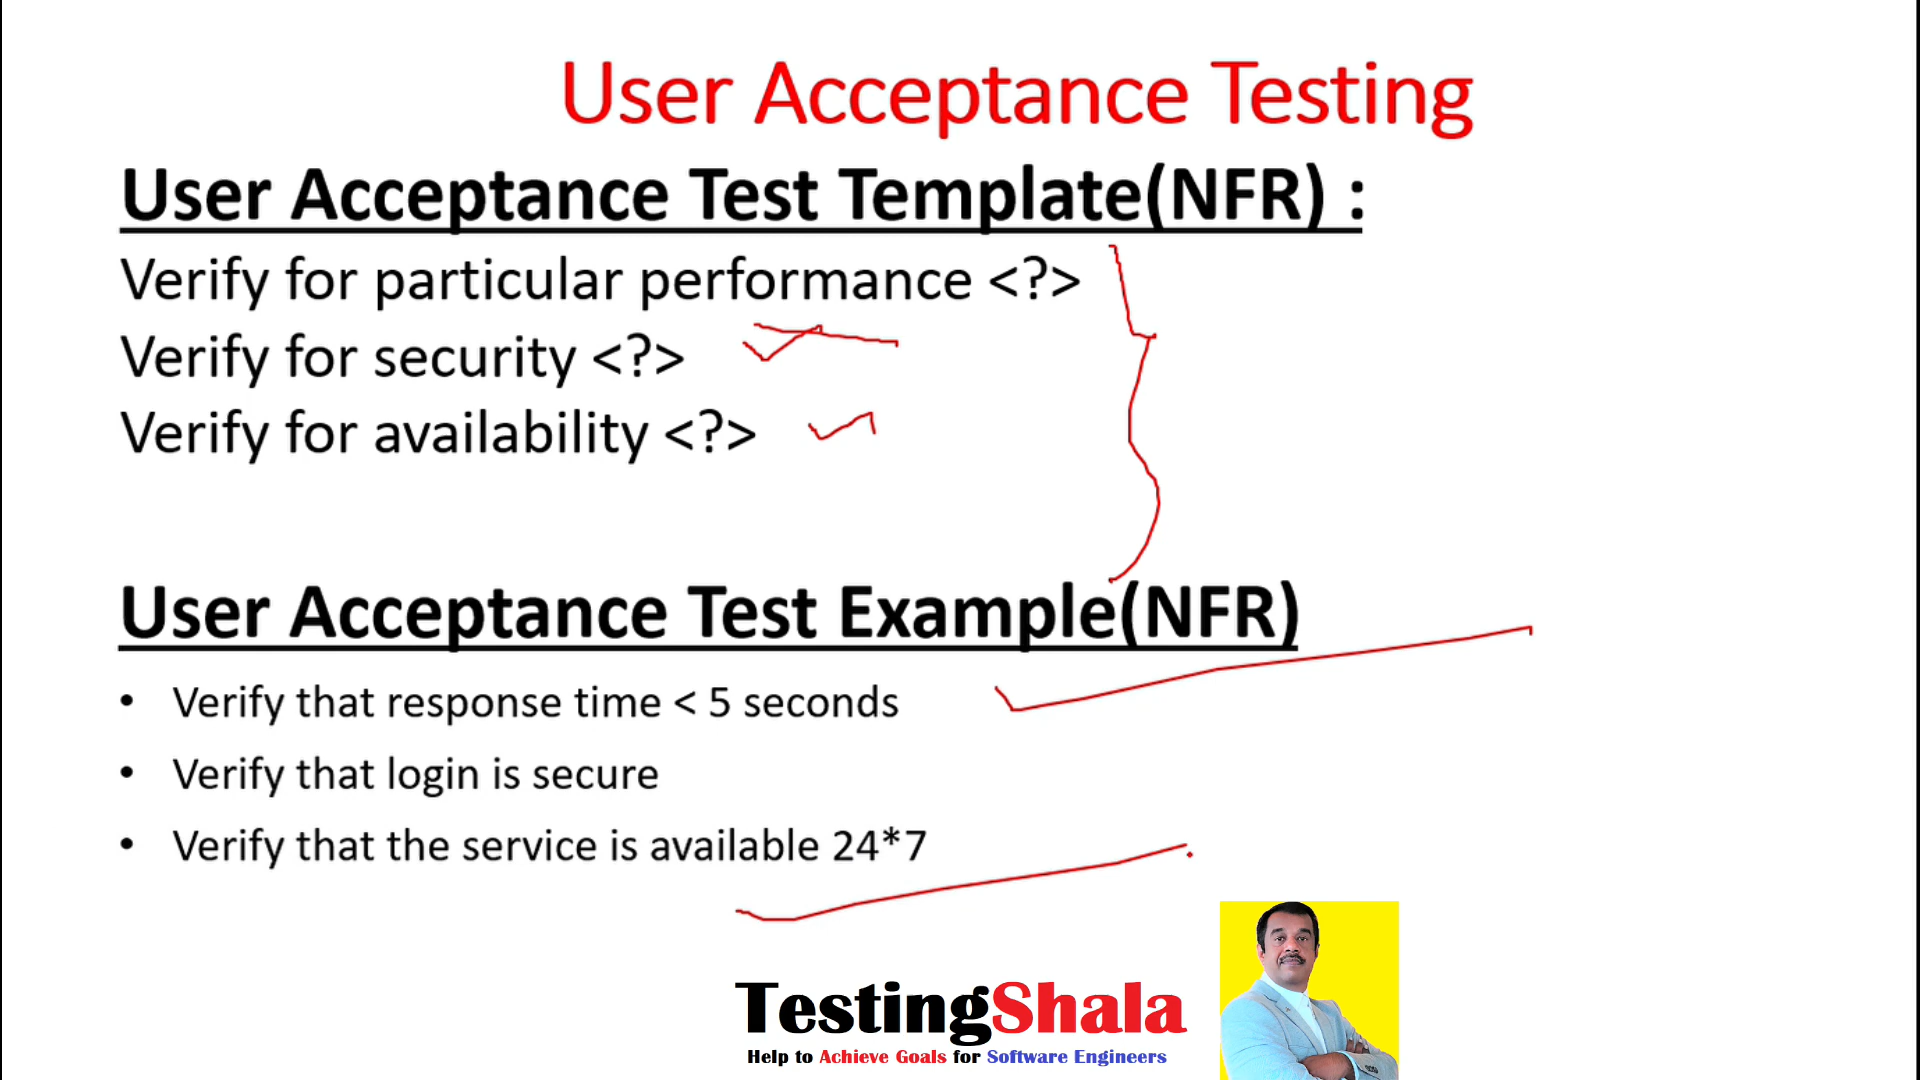 User Acceptance Testing
User Acceptance Test Template(NFR) :
Verify for particular performance <?>
Verify for security <?>
Verify for availability <?>
User Acceptance Test Example(NFR)
• Verify that response time < 5 seconds
• Verify that login is secure
• Verify that the service is available 24*7
TestingShala
Help to Achieve Goals for Software Engineers